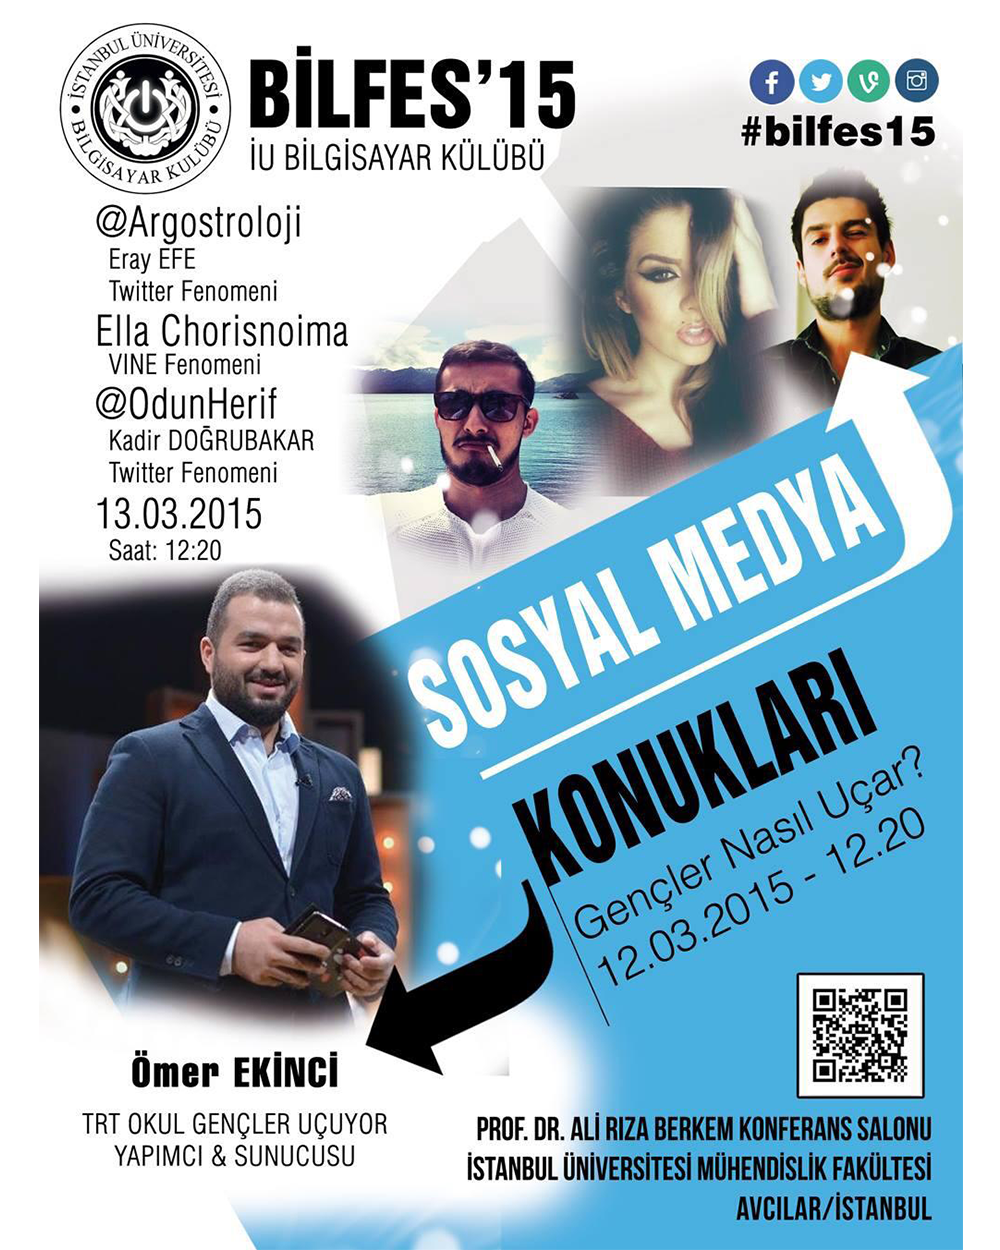 İSTANBUL ÜNİVERSİTESİ
BİLGİSAYAR KULÜBÜ
BİLFES’15
İU BİLGİSAYAR KÜLÜBÜ
#bilfes15
@Argostroloji
Eray EFE
Twitter Fenomeni
Ella Chorisnoima
VINE Fenomeni
@OdunHerif
Kadir DOĞRUBAKAR
Twitter Fenomeni
13.03.2015
Saat: 12:20
SOSYAL MEDYA
KONUKLARI
Gençler Nasıl Uçar?
12.03.2015 - 12.20
Ömer EKİNCİ
TRT OKUL GENÇLER UÇUYOR
YAPIMCI & SUNUCUSU
PROF. DR. ALİ RIZA BERKEM KONFERANS SALONU
İSTANBUL ÜNİVERSİTESİ MÜHENDİSLİK FAKÜLTESİ
AVCILAR/İSTANBUL